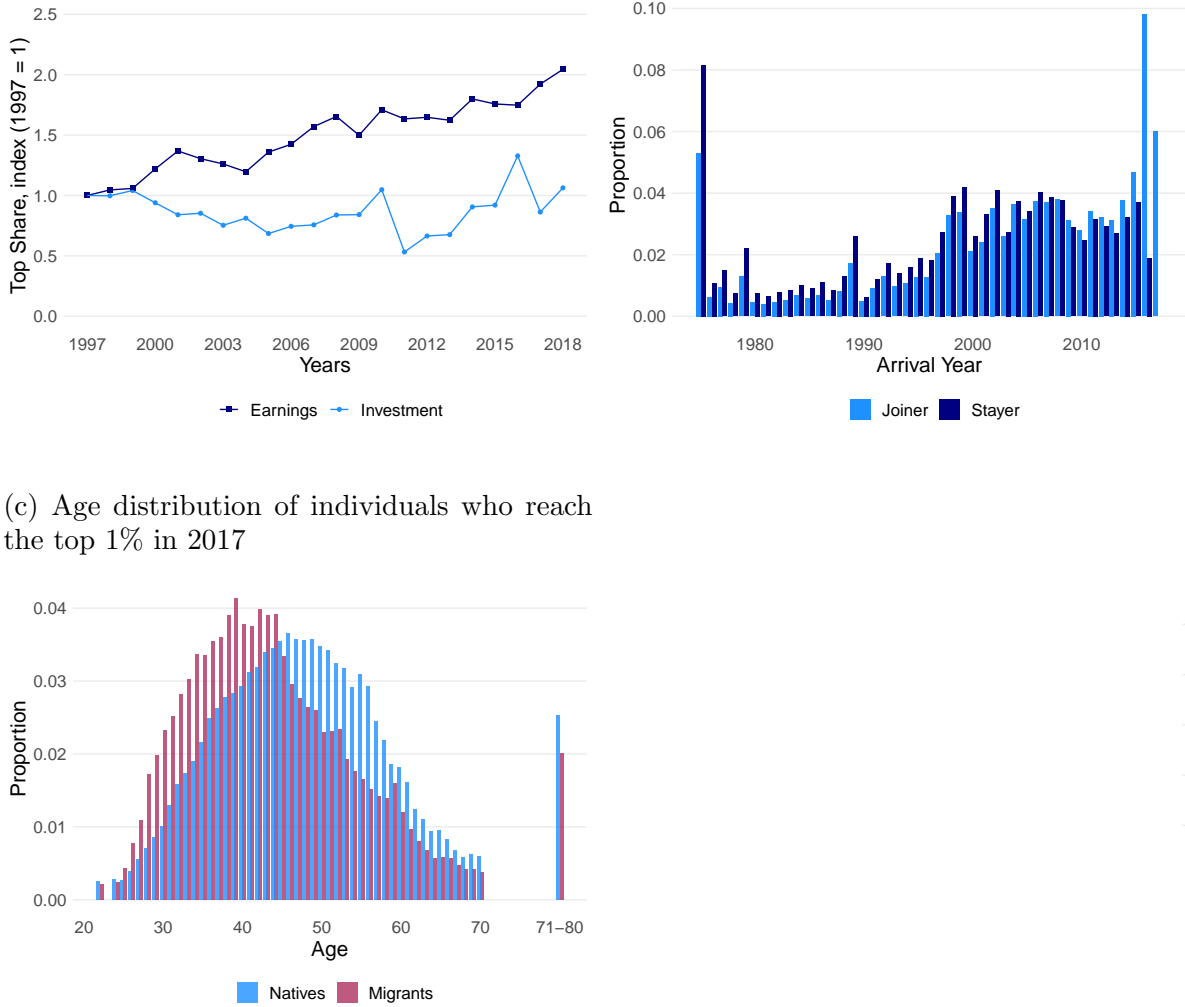 2.5
2.0
1.5
1.0
0.5
0.0
Top Share, index (1997 = 1)
1997 2000 2003 2006 2009 2012 2015 2018
Years
Earnings Investment
0.10
0.08
0.06
0.04
0.02
0.00
Proportion
1980 1990 2000 2010
Arrival Year
Joiner Stayer
(c) Age distribution of individuals who reach
the top 1% in 2017
0.04
0.03
0.02
0.01
0.00
Proportion
20 30 40 50 60 70 71–80
Age
Natives Migrants